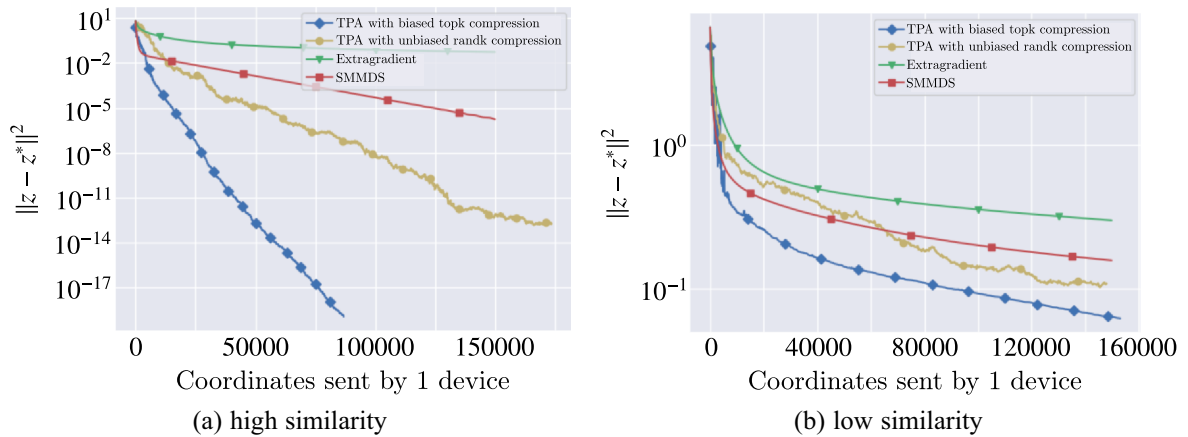 TPA with biased topk compression
TPA with unbiased randk compression
Extragradient
SMMDS
10^1
10^{-2}
10^{-5}
10^{-8}
10^{-11}
10^{-14}
10^{-17}
||z − z*||^2
0 50000 100000 150000
Coordinates sent by 1 device
(a) high similarity
TPA with biased topk compression
TPA with unbiased randk compression
Extragradient
SMMDS
10^0
10^{-1}
||z − z*||^2
0 40000 80000 120000 160000
Coordinates sent by 1 device
(b) low similarity